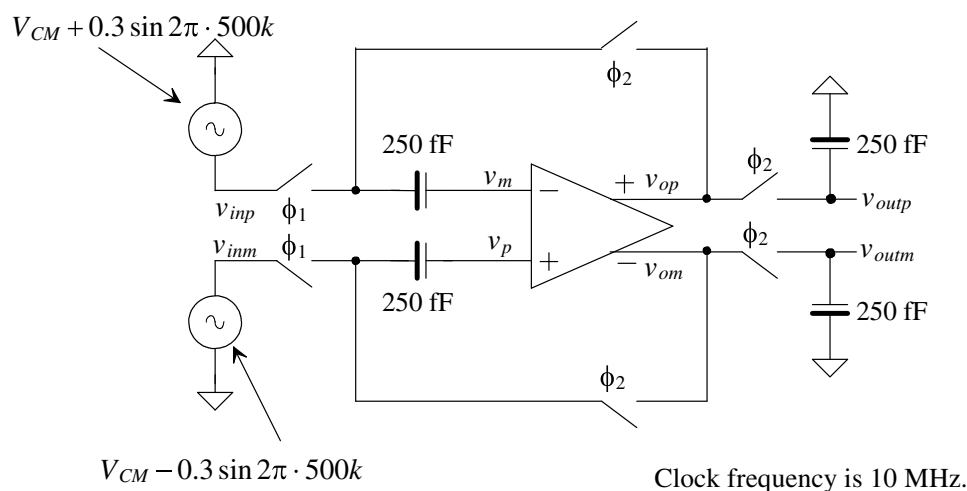 V_CM + 0.3 sin 2π · 500k
ϕ2
250 fF
250 fF
ϕ2
v_m
−
+
v_op
v_inp
ϕ1
v_outp
v_inm
ϕ1
v_p
+
−
v_om
ϕ2
v_outm
250 fF
250 fF
ϕ2
V_CM − 0.3 sin 2π · 500k
Clock frequency is 10 MHz.